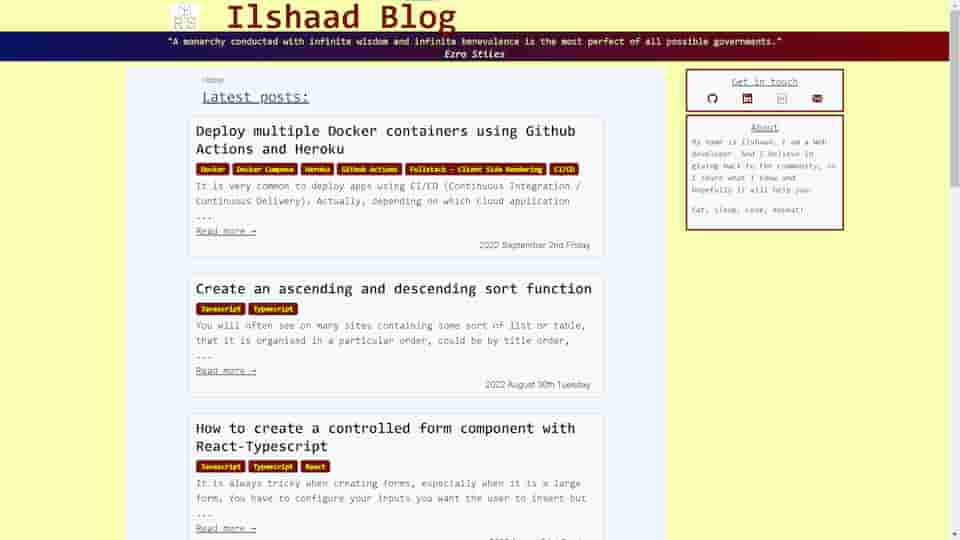 Ilshaad Blog
"A monarchy conducted with infinite wisdom and infinite benevolence is the most perfect of all possible governments."
Ezra Stiles
Home
Latest posts:
Deploy multiple Docker containers using Github
Actions and Heroku
Docker Docker Compose Heroku Github Actions Fullstack - Client Side Rendering CI/CD
It is very common to deploy apps using CI/CD (Continuous Integration /
Continuous Delivery). Actually, depending on which Cloud application
...
Read more →
2022 September 2nd Friday
Create an ascending and descending sort function
Javascript Typescript
You will often see on many sites containing some sort of list or table,
that it is organised in a particular order, could be by title order,
...
Read more →
2022 August 30th Tuesday
How to create a controlled form component with
React-Typescript
Javascript Typescript React
It is always tricky when creating forms, especially when it is a large
form. You have to configure your inputs you want the user to insert but
...
Read more →
Get in touch
About
My name is Ilshaad, I am a Web
developer. And I believe in
giving back to the community, so
I share what I know and
hopefully it will help you.
Eat, sleep, code, repeat!